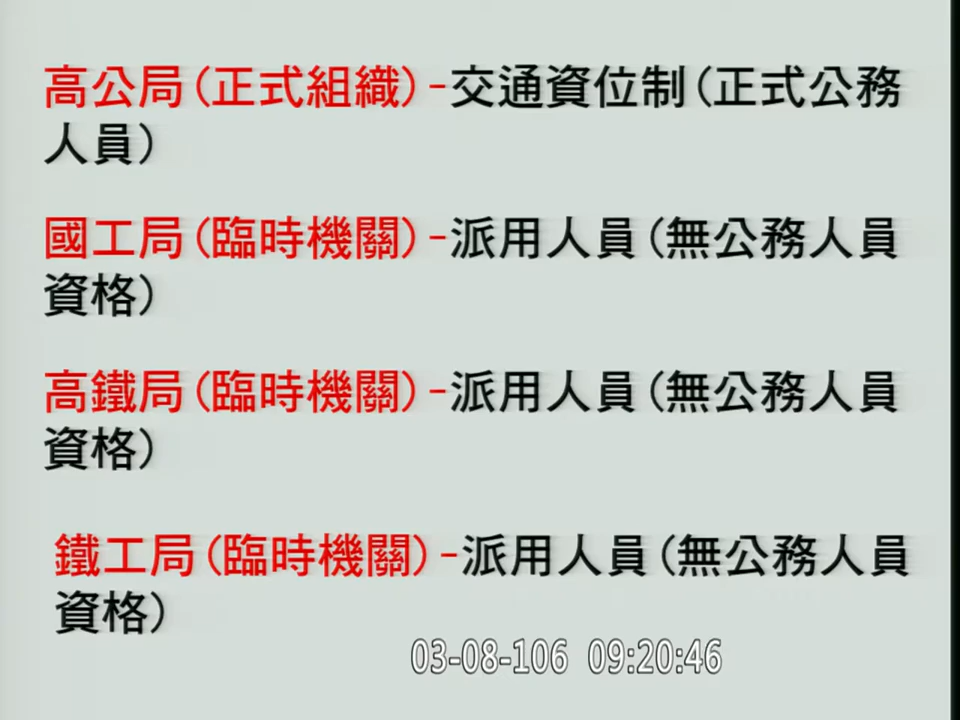 高公局(正式組織)-交通資位制(正式公務
人員)
國工局(臨時機關)-派用人員(無公務人員
資格)
高鐵局(臨時機關)-派用人員(無公務人員
資格)
鐵工局(臨時機關)-派用人員(無公務人員
資格)
03-08-106 09:20:46